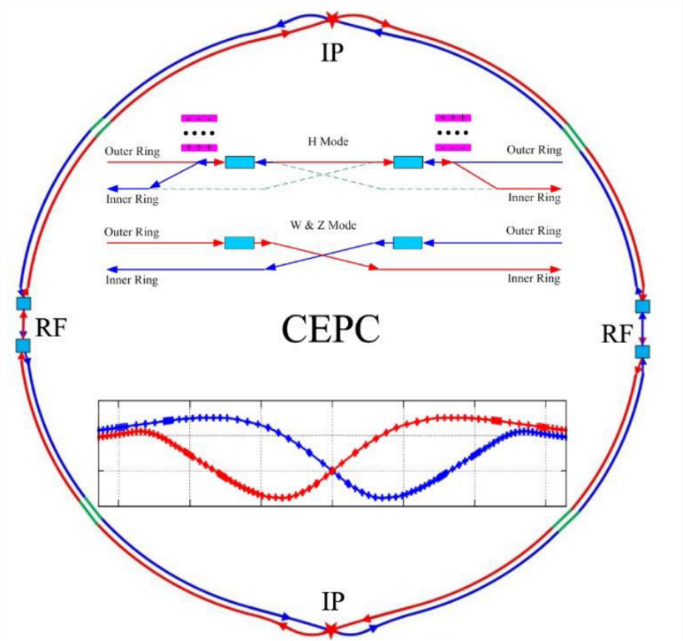 IP
H Mode
Outer Ring
Outer Ring
Inner Ring
Inner Ring
W & Z Mode
Outer Ring
Outer Ring
Inner Ring
Inner Ring
RF
CEPC
RF
IP